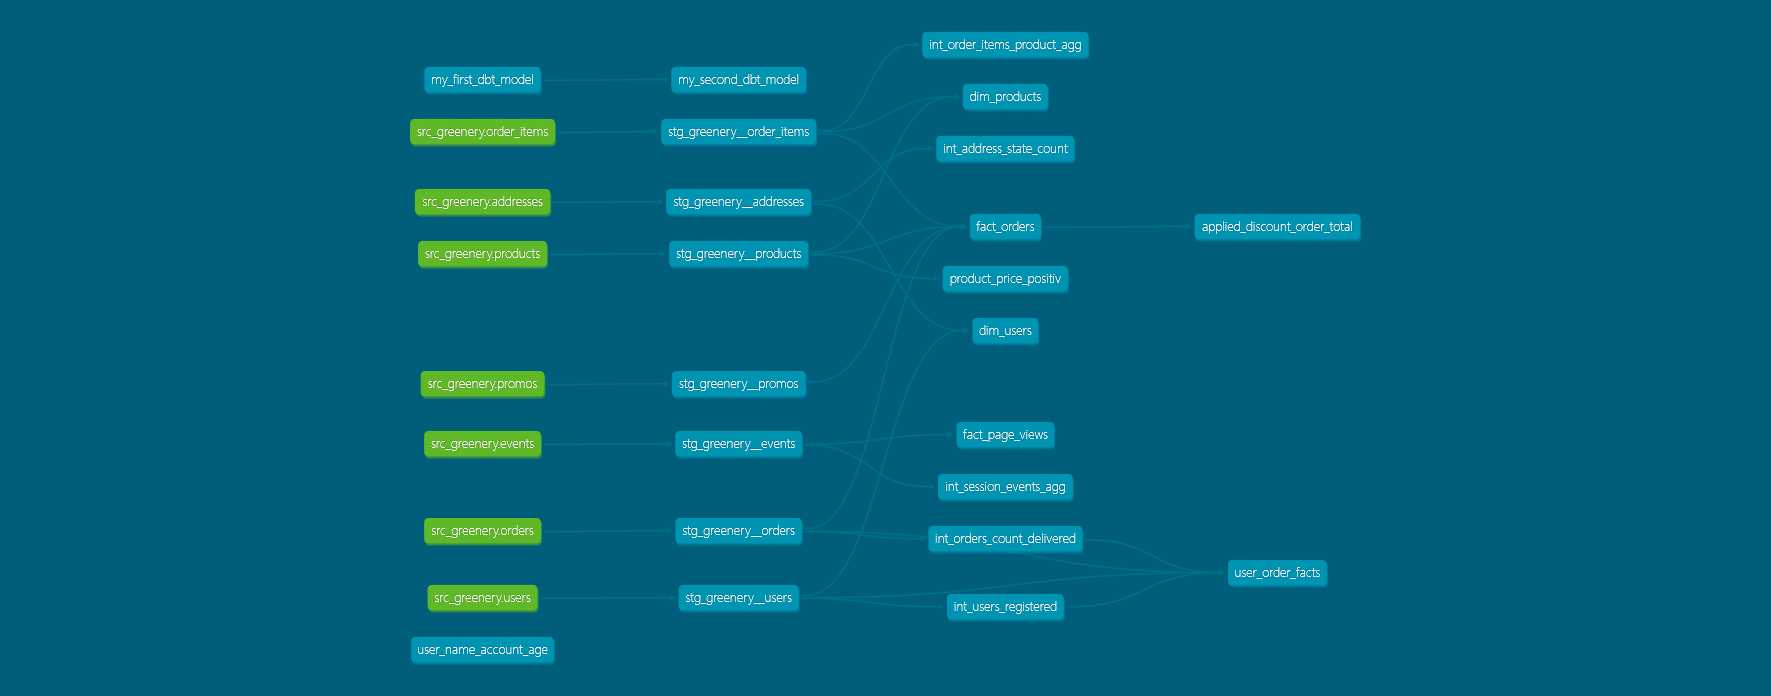 int_order_items_product_agg
my_first_dbt_model
my_second_dbt_model
dim_products
src_greenery.order_items
stg_greenery__order_items
int_address_state_count
src_greenery.addresses
stg_greenery__addresses
fact_orders
applied_discount_order_total
src_greenery.products
stg_greenery__products
product_price_positiv
dim_users
src_greenery.promos
stg_greenery__promos
fact_page_views
src_greenery.events
stg_greenery__events
int_session_events_agg
src_greenery.orders
stg_greenery__orders
int_orders_count_delivered
user_order_facts
src_greenery.users
stg_greenery__users
int_users_registered
user_name_account_age